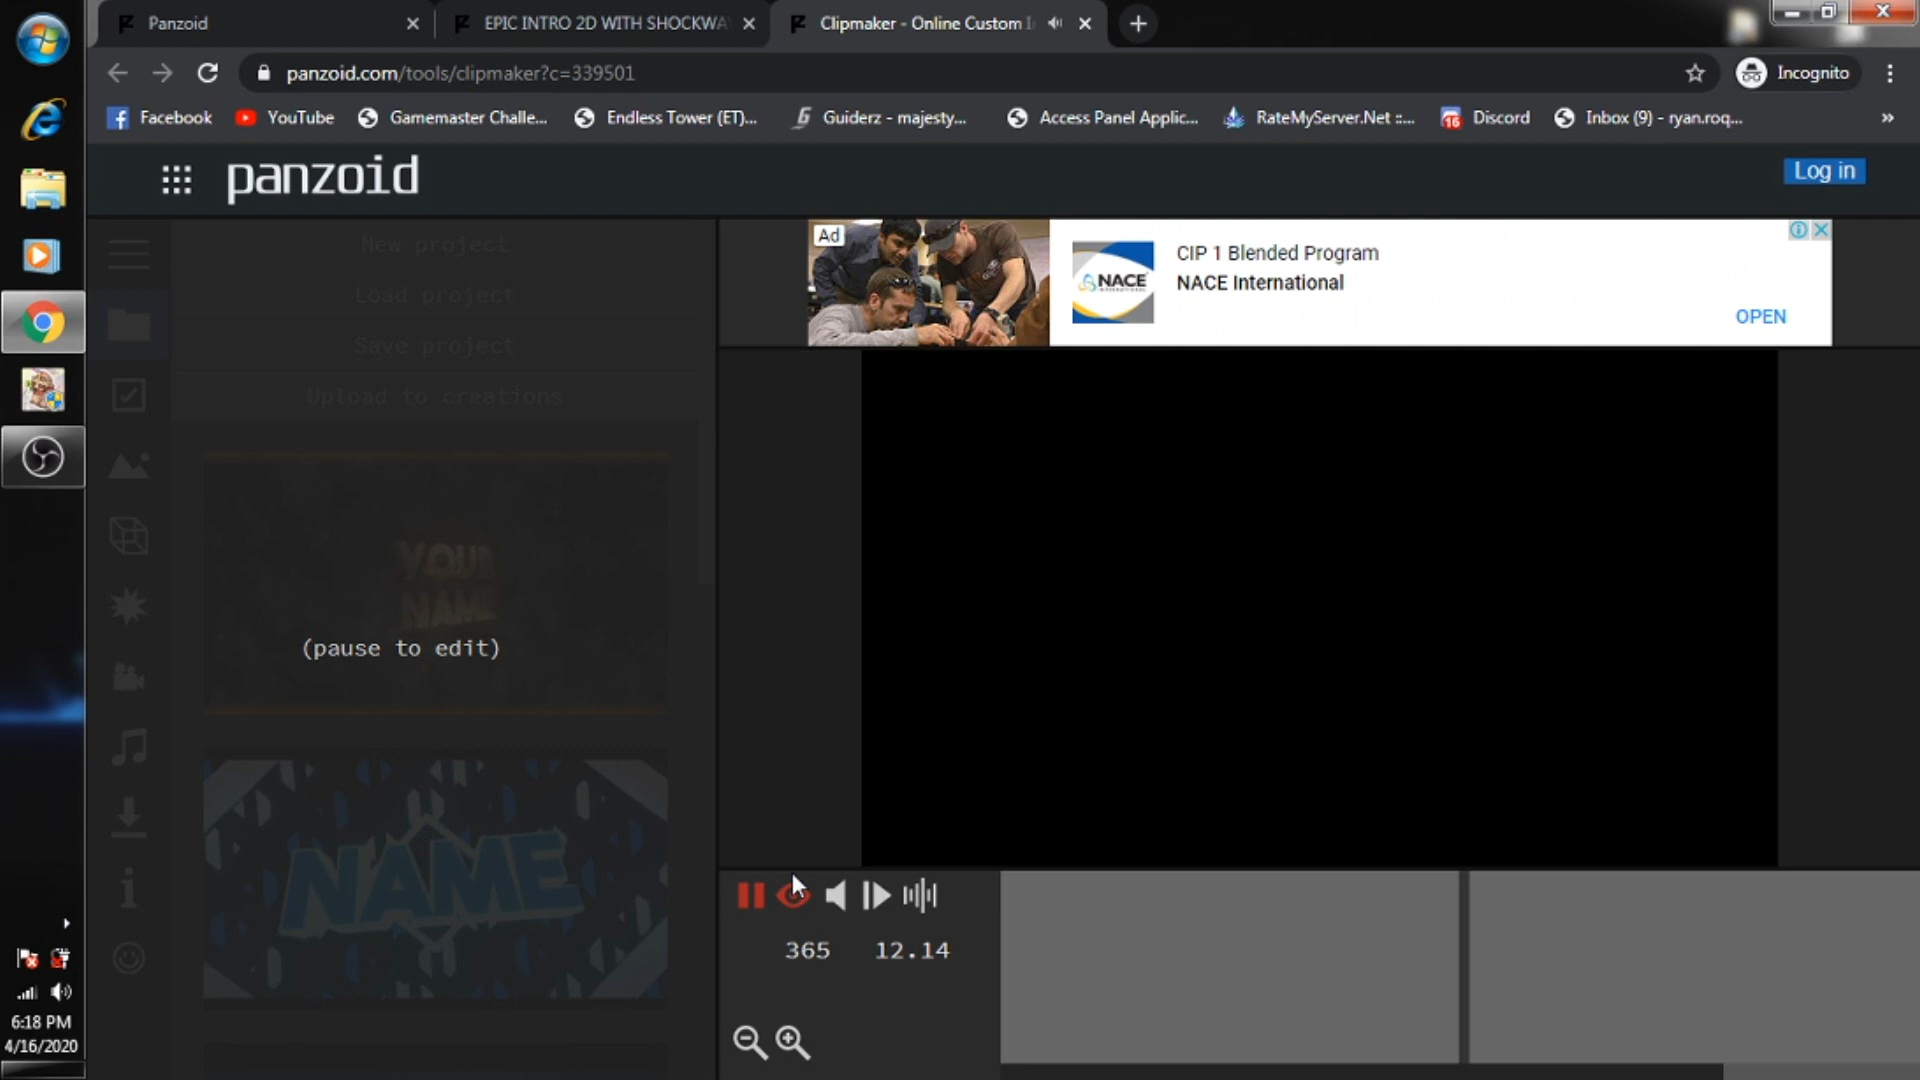 Panzoid
EPIC INTRO 2D WITH SHOCKWA
Clipmaker - Online Custom I
panzoid.com/tools/clipmaker?c=339501
Incognito
Facebook
YouTube
Gamemaster Challe...
Endless Tower (ET)...
Guiderz - majesty...
Access Panel Applic...
RateMyServer.Net ::...
16
Discord
Inbox (9) - ryan.roq...
»
panzoid
Log in
New project
Load project
Save project
Upload to creations
Ad
NACE
CIP 1 Blended Program
NACE International
OPEN
YOUR
NAME
(pause to edit)
NAME
365 12.14
6:18 PM
4/16/2020